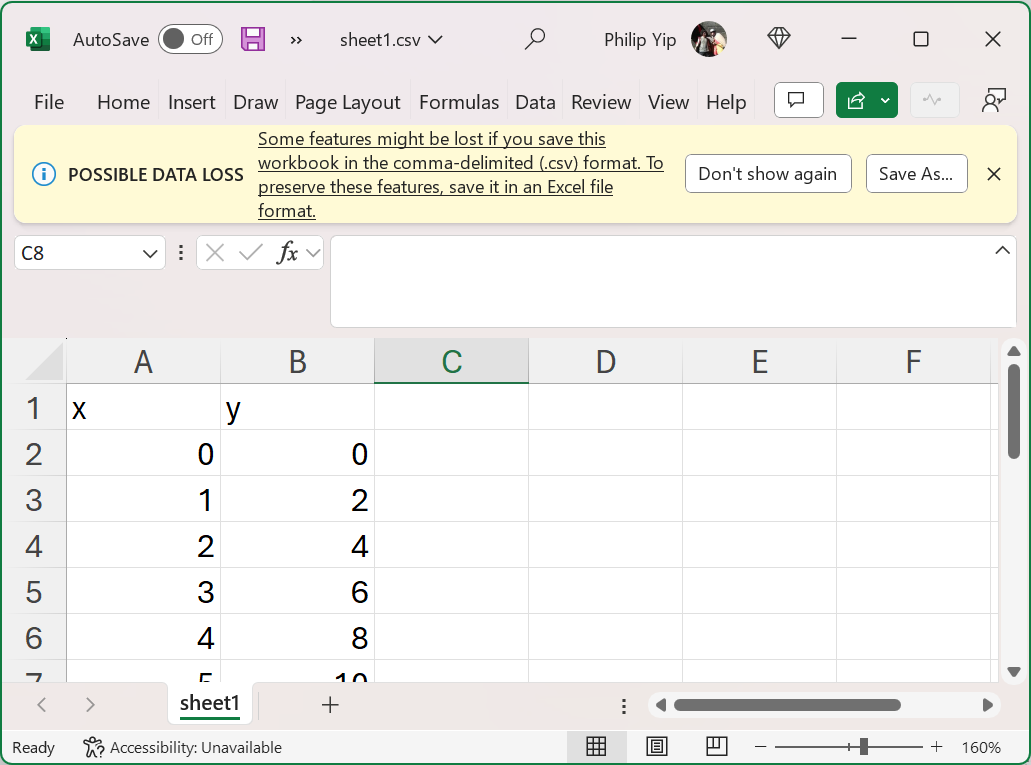 AutoSave Off » sheet1.csv Philip Yip
File Home Insert Draw Page Layout Formulas Data Review View Help
POSSIBLE DATA LOSS
Some features might be lost if you save this
workbook in the comma-delimited (.csv) format. To
preserve these features, save it in an Excel file
format.
Don't show again
Save As...
C8 fx
A B C D E F
1 x y
2 0 0
3 1 2
4 2 4
5 3 6
6 4 8
7 5 10
sheet1
Ready Accessibility: Unavailable 160%